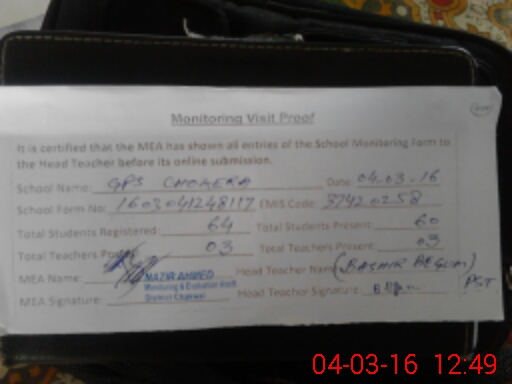 Monitoring Visit Proof
It is certified that the MEA has shown all entries of the School Monitoring Form to
the Head Teacher before its online submission.
School Name: GPS CHOKERA Date: 04.03.16
School Form No: 1603041248117 EMIS Code: 37420258
Total Students Registered: 64 Total Students Present: 60
Total Teachers Posted: 03 Total Teachers Present: 03
MEA Name: NAZIR AHMED Head Teacher Name (BASHIR BEGUM)
Monitoring & Evaluation Asstt PST
MEA Signature: District Chakwal Head Teacher Signature:
04-03-16 12:49